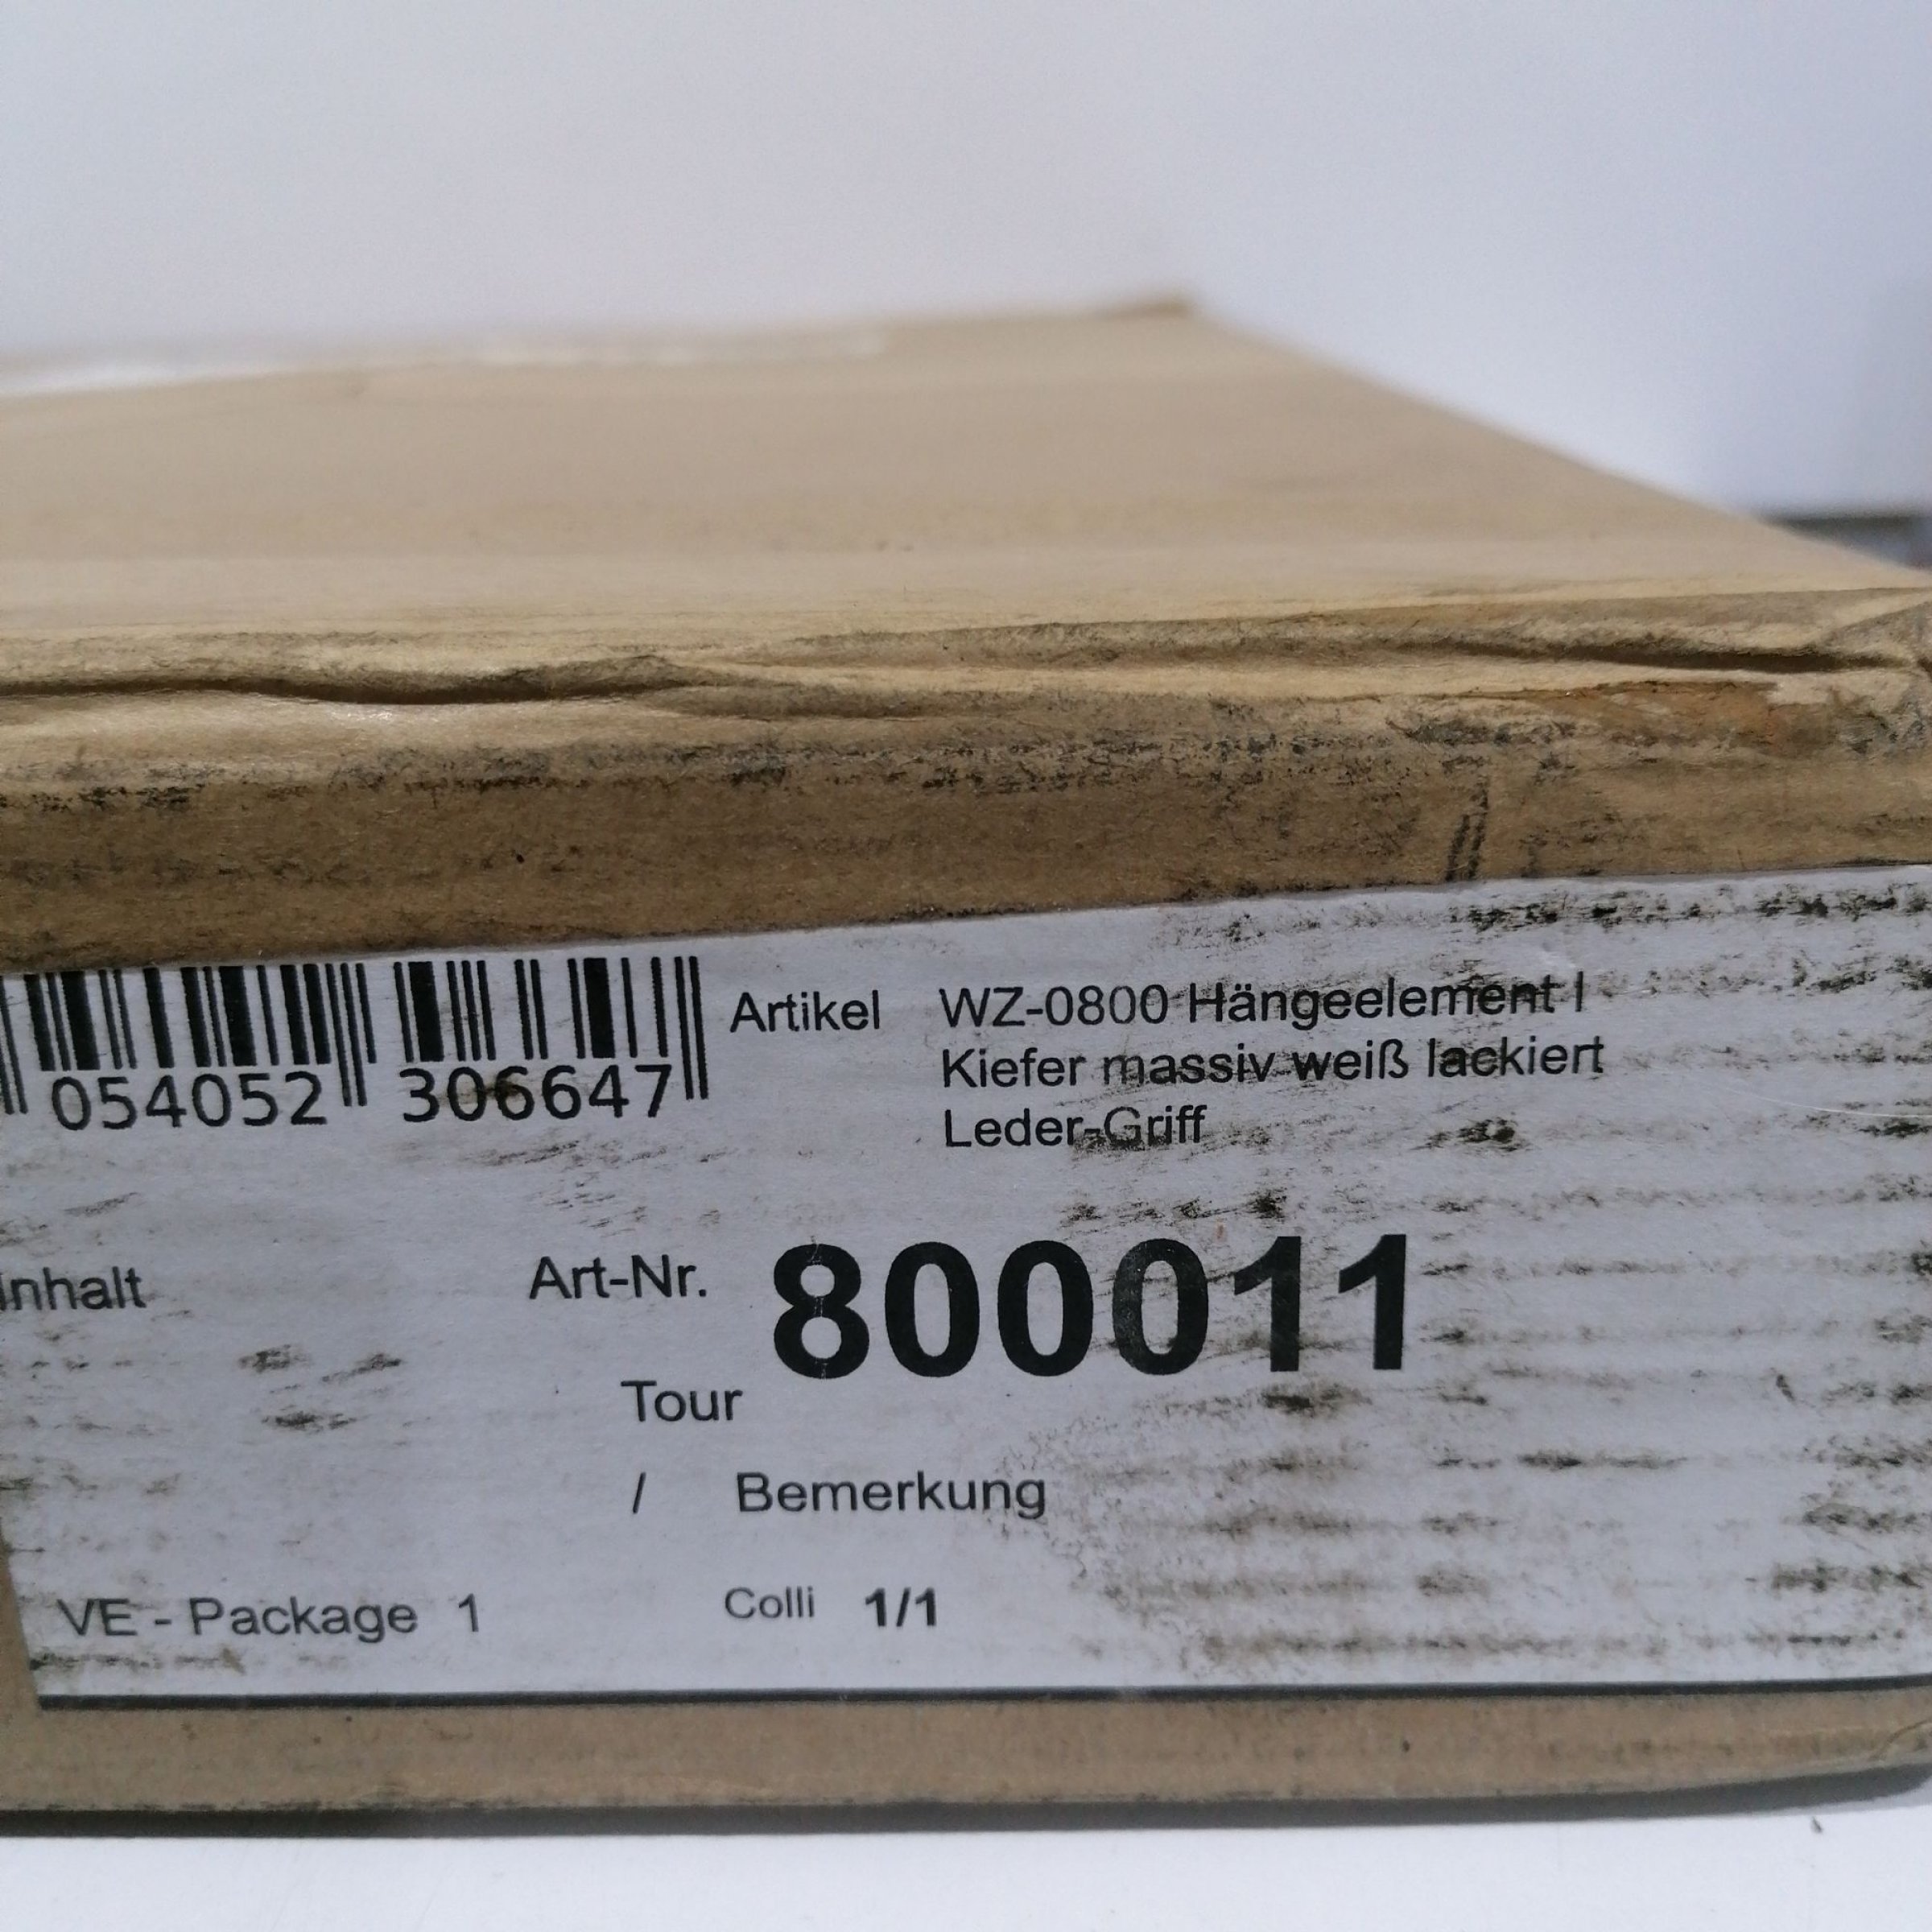 054052 306647
Artikel WZ-0800 Hängeelement I
Kiefer massiv weiß lackiert
Leder-Griff
Inhalt Art-Nr. 800011
Tour
/ Bemerkung
VE - Package 1 Colli 1/1